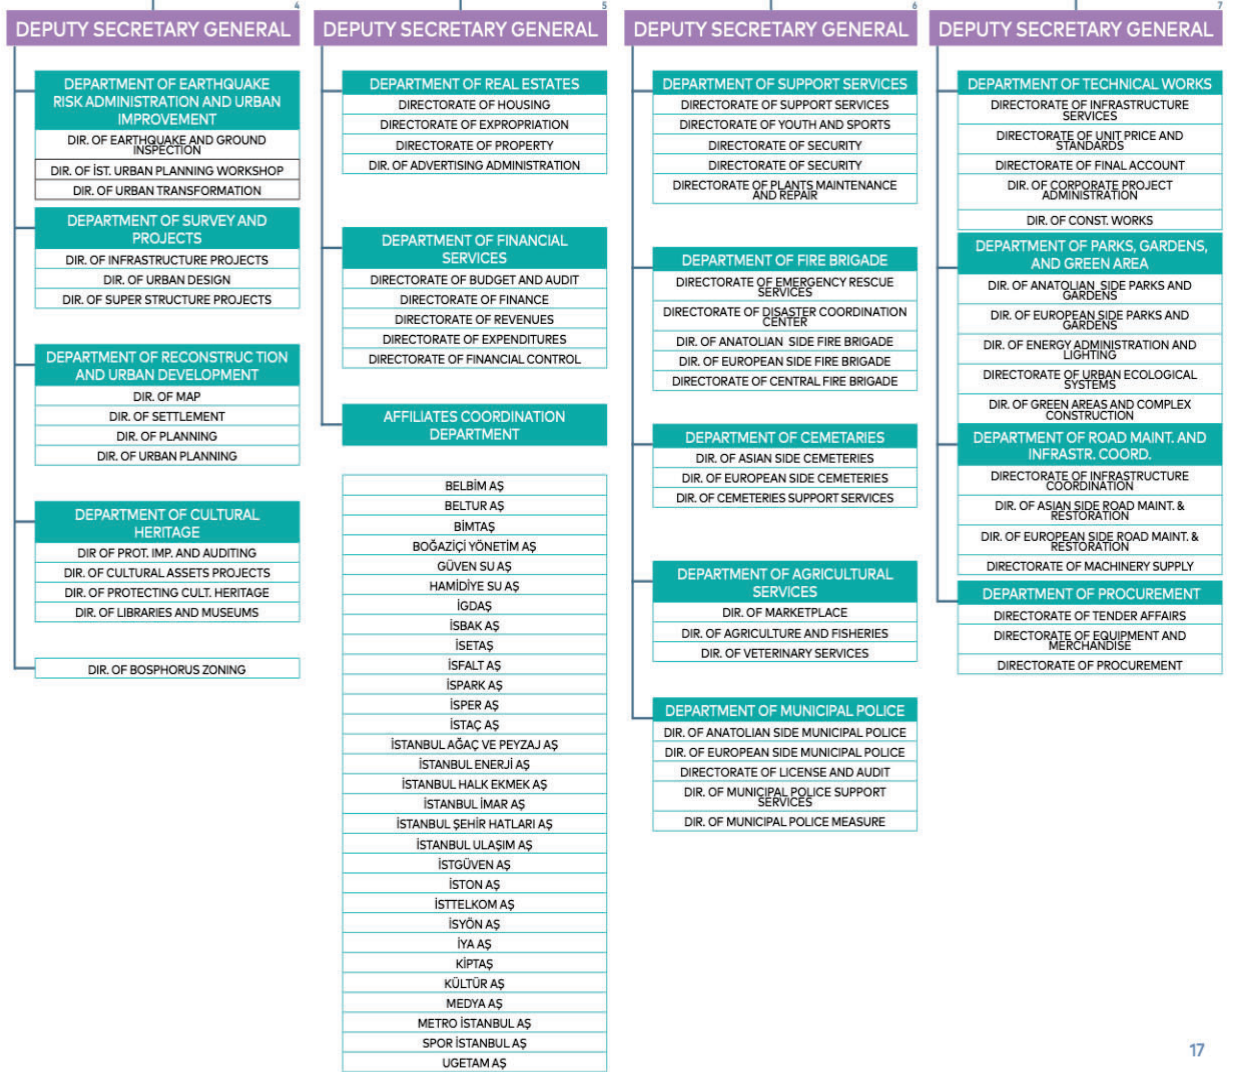 4
DEPUTY SECRETARY GENERAL
DEPARTMENT OF EARTHQUAKE
RISK ADMINISTRATION AND URBAN
IMPROVEMENT
DIR. OF EARTHQUAKE AND GROUND
INSPECTION
DIR. OF İST. URBAN PLANNING WORKSHOP
DIR. OF URBAN TRANSFORMATION
DEPARTMENT OF SURVEY AND
PROJECTS
DIR. OF INFRASTRUCTURE PROJECTS
DIR. OF URBAN DESIGN
DIR. OF SUPER STRUCTURE PROJECTS
DEPARTMENT OF RECONSTRUC TION
AND URBAN DEVELOPMENT
DIR. OF MAP
DIR. OF SETTLEMENT
DIR. OF PLANNING
DIR. OF URBAN PLANNING
DEPARTMENT OF CULTURAL
HERITAGE
DIR OF PROT. IMP. AND AUDITING
DIR. OF CULTURAL ASSETS PROJECTS
DIR. OF PROTECTING CULT. HERITAGE
DIR. OF LIBRARIES AND MUSEUMS
DIR. OF BOSPHORUS ZONING
5
DEPUTY SECRETARY GENERAL
DEPARTMENT OF REAL ESTATES
DIRECTORATE OF HOUSING
DIRECTORATE OF EXPROPRIATION
DIRECTORATE OF PROPERTY
DIR. OF ADVERTISING ADMINISTRATION
DEPARTMENT OF FINANCIAL
SERVICES
DIRECTORATE OF BUDGET AND AUDIT
DIRECTORATE OF FINANCE
DIRECTORATE OF REVENUES
DIRECTORATE OF EXPENDITURES
DIRECTORATE OF FINANCIAL CONTROL
AFFILIATES COORDINATION
DEPARTMENT
BELBİM AŞ
BELTUR AŞ
BİMTAŞ
BOĞAZİÇİ YÖNETİM AŞ
GÜVEN SU AŞ
HAMİDİYE SU AŞ
İGDAŞ
İSBAK AŞ
İSETAŞ
İSFALT AŞ
İSPARK AŞ
İSPER AŞ
İSTAÇ AŞ
İSTANBUL AĞAÇ VE PEYZAJ AŞ
İSTANBUL ENERJİ AŞ
İSTANBUL HALK EKMEK AŞ
İSTANBUL İMAR AŞ
İSTANBUL ŞEHİR HATLARI AŞ
İSTANBUL ULAŞIM AŞ
İSTGÜVEN AŞ
İSTON AŞ
İSTTELKOM AŞ
İSYÖN AŞ
İYA AŞ
KİPTAŞ
KÜLTÜR AŞ
MEDYA AŞ
METRO İSTANBUL AŞ
SPOR İSTANBUL AŞ
UGETAM AŞ
6
DEPUTY SECRETARY GENERAL
DEPARTMENT OF SUPPORT SERVICES
DIRECTORATE OF SUPPORT SERVICES
DIRECTORATE OF YOUTH AND SPORTS
DIRECTORATE OF SECURITY
DIRECTORATE OF SECURITY
DIRECTORATE OF PLANTS MAINTENANCE
AND REPAIR
DEPARTMENT OF FIRE BRIGADE
DIRECTORATE OF EMERGENCY RESCUE
SERVICES
DIRECTORATE OF DISASTER COORDINATION
CENTER
DIR. OF ANATOLIAN SIDE FIRE BRIGADE
DIR. OF EUROPEAN SIDE FIRE BRIGADE
DIRECTORATE OF CENTRAL FIRE BRIGADE
DEPARTMENT OF CEMETARIES
DIR. OF ASIAN SIDE CEMETERIES
DIR. OF EUROPEAN SIDE CEMETERIES
DIR. OF CEMETERIES SUPPORT SERVICES
DEPARTMENT OF AGRICULTURAL
SERVICES
DIR. OF MARKETPLACE
DIR. OF AGRICULTURE AND FISHERIES
DIR. OF VETERINARY SERVICES
DEPARTMENT OF MUNICIPAL POLICE
DIR. OF ANATOLIAN SIDE MUNICIPAL POLICE
DIR. OF EUROPEAN SIDE MUNICIPAL POLICE
DIRECTORATE OF LICENSE AND AUDIT
DIR. OF MUNICIPAL POLICE SUPPORT
SERVICES
DIR. OF MUNICIPAL POLICE MEASURE
7
DEPUTY SECRETARY GENERAL
DEPARTMENT OF TECHNICAL WORKS
DIRECTORATE OF INFRASTRUCTURE
SERVICES
DIRECTORATE OF UNIT PRICE AND
STANDARDS
DIRECTORATE OF FINAL ACCOUNT
DIR. OF CORPORATE PROJECT
ADMINISTRATION
DIR. OF CONST. WORKS
DEPARTMENT OF PARKS, GARDENS,
AND GREEN AREA
DIR. OF ANATOLIAN SIDE PARKS AND
GARDENS
DIR. OF EUROPEAN SIDE PARKS AND
GARDENS
DIR. OF ENERGY ADMINISTRATION AND
LIGHTING
DIRECTORATE OF URBAN ECOLOGICAL
SYSTEMS
DIR. OF GREEN AREAS AND COMPLEX
CONSTRUCTION
DEPARTMENT OF ROAD MAINT. AND
INFRASTR. COORD.
DIRECTORATE OF INFRASTRUCTURE
COORDINATION
DIR. OF ASIAN SIDE ROAD MAINT. &
RESTORATION
DIR. OF EUROPEAN SIDE ROAD MAINT. &
RESTORATION
DIRECTORATE OF MACHINERY SUPPLY
DEPARTMENT OF PROCUREMENT
DIRECTORATE OF TENDER AFFAIRS
DIRECTORATE OF EQUIPMENT AND
MERCHANDISE
DIRECTORATE OF PROCUREMENT
17